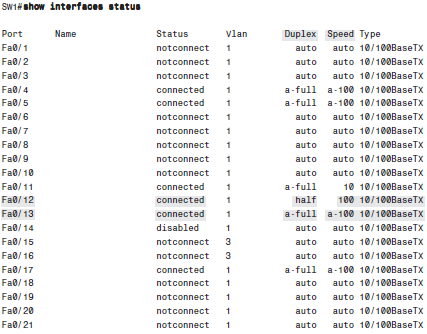 SW1#show interfaces status
Port Name Status Vlan Duplex Speed Type
Fa0/1 notconnect 1 auto auto 10/100BaseTX
Fa0/2 notconnect 1 auto auto 10/100BaseTX
Fa0/3 notconnect 1 auto auto 10/100BaseTX
Fa0/4 connected 1 a-full a-100 10/100BaseTX
Fa0/5 connected 1 a-full a-100 10/100BaseTX
Fa0/6 notconnect 1 auto auto 10/100BaseTX
Fa0/7 notconnect 1 auto auto 10/100BaseTX
Fa0/8 notconnect 1 auto auto 10/100BaseTX
Fa0/9 notconnect 1 auto auto 10/100BaseTX
Fa0/10 notconnect 1 auto auto 10/100BaseTX
Fa0/11 connected 1 a-full 10 10/100BaseTX
Fa0/12 connected 1 half 100 10/100BaseTX
Fa0/13 connected 1 a-full a-100 10/100BaseTX
Fa0/14 disabled 1 auto auto 10/100BaseTX
Fa0/15 notconnect 3 auto auto 10/100BaseTX
Fa0/16 notconnect 3 auto auto 10/100BaseTX
Fa0/17 connected 1 a-full a-100 10/100BaseTX
Fa0/18 notconnect 1 auto auto 10/100BaseTX
Fa0/19 notconnect 1 auto auto 10/100BaseTX
Fa0/20 notconnect 1 auto auto 10/100BaseTX
Fa0/21 notconnect 1 auto auto 10/100BaseTX